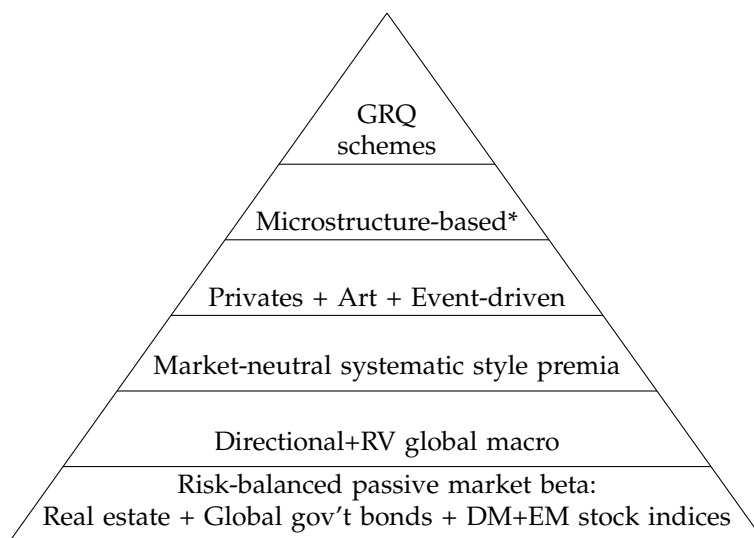 GRQ
schemes
Microstructure-based*
Privates + Art + Event-driven
Market-neutral systematic style premia
Directional+RV global macro
Risk-balanced passive market beta:
Real estate + Global gov't bonds + DM+EM stock indices